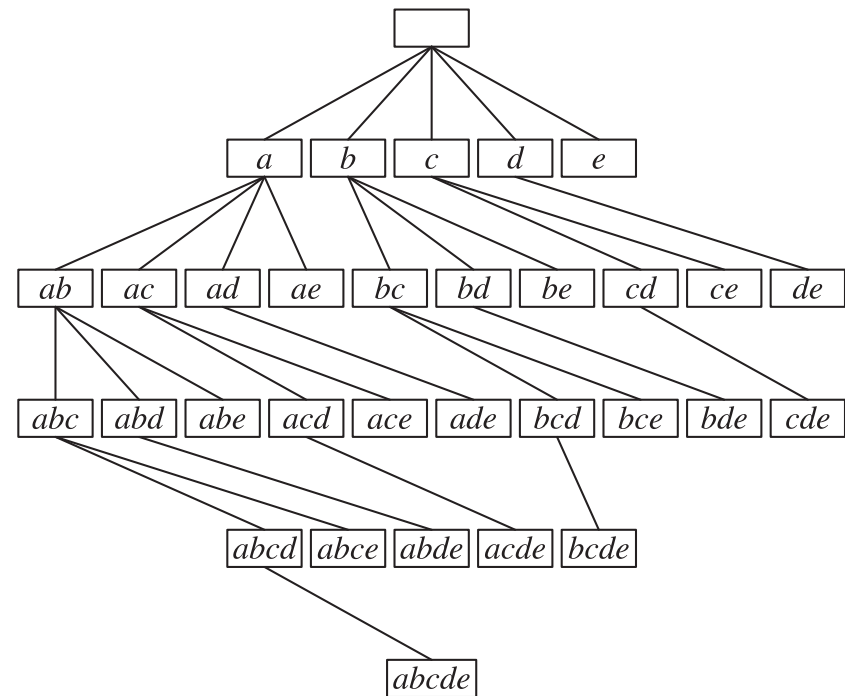 a b c d e
ab ac ad ae bc bd be cd ce de
abc abd abe acd ace ade bcd bce bde cde
abcd abce abde acde bcde
abcde